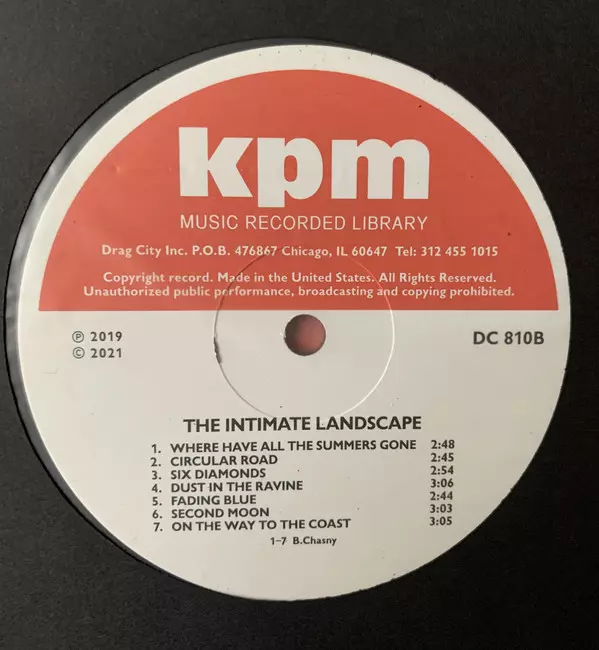 kpm
MUSIC RECORDED LIBRARY
Drag City Inc. P.O.B. 476867 Chicago, IL 60647 Tel: 312 455 1015
Copyright record. Made in the United States. All Rights Reserved.
Unauthorized public performance, broadcasting and copying prohibited.
℗ 2019
© 2021
DC 810B
THE INTIMATE LANDSCAPE
1. WHERE HAVE ALL THE SUMMERS GONE 2:48
2. CIRCULAR ROAD 2:45
3. SIX DIAMONDS 2:54
4. DUST IN THE RAVINE 3:06
5. FADING BLUE 2:44
6. SECOND MOON 3:03
7. ON THE WAY TO THE COAST 3:05
1–7 B.Chasny